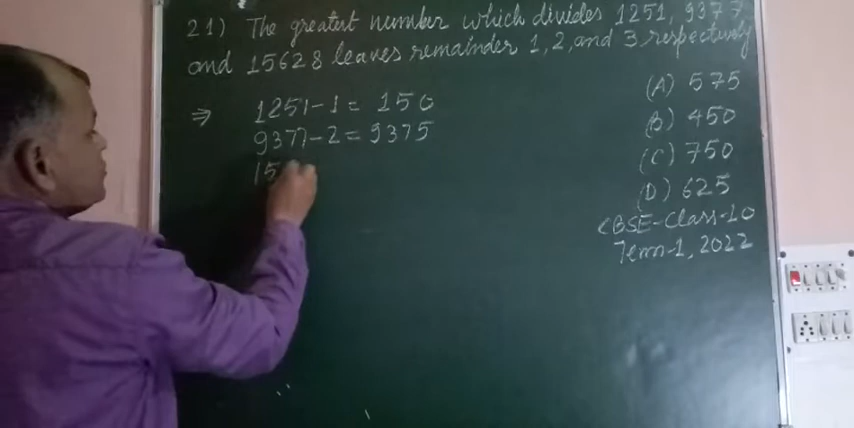 21) The greatest number which divides 1251, 9377
and 15628 leaves remainder 1, 2, and 3 respectively
⇒ 1251-1 = 150
9377-2 = 9375
15
(A) 575
(B) 450
(C) 750
(D) 625
CBSE-Class-10
Term-1, 2022